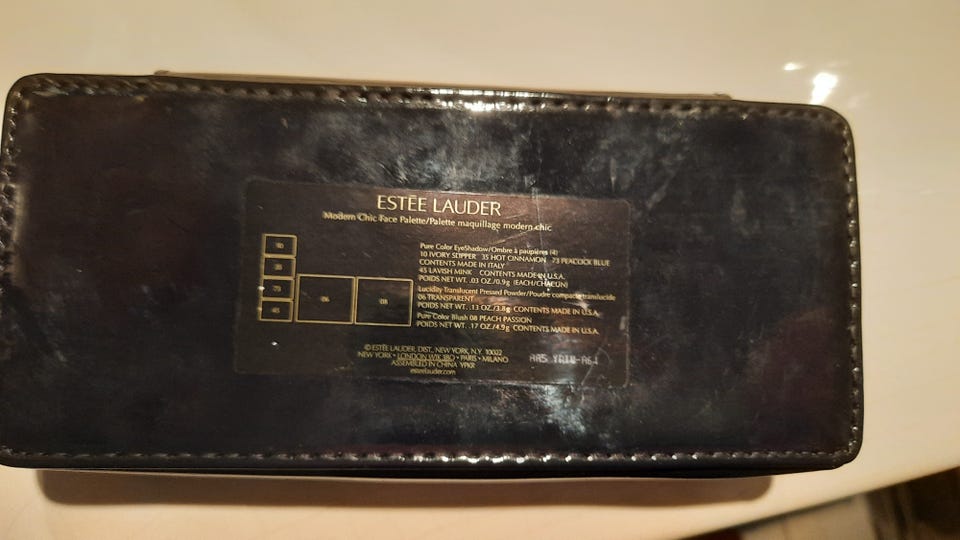 ESTĒE LAUDER
Modern Chic Face Palette/Palette maquillage modern chic
Pure Color EyeShadow/Ombre à paupières (4)
10 IVORY SLIPPER 35 HOT CINNAMON 73 PEACOCK BLUE
CONTENTS MADE IN ITALY
45 LAVISH MINK CONTENTS MADE IN U.S.A.
POIDS NET WT. .03 OZ./0.9g (EACH/CHACUN)
Lucidity Translucent Pressed Powder/Poudre compacte translucide
06 TRANSPARENT
POIDS NET WT. .13 OZ./3.8g CONTENTS MADE IN U.S.A.
Pure Color Blush 08 PEACH PASSION
POIDS NET WT. .17 OZ./4.9g CONTENTS MADE IN U.S.A.
10
35
73
45
06
08
© ESTĒE LAUDER, DIST., NEW YORK, N.Y. 10022
NEW YORK • LONDON W1K 3BQ • PARIS • MILANO
ASSEMBLED IN CHINA YPKR
esteelauder.com
AA5